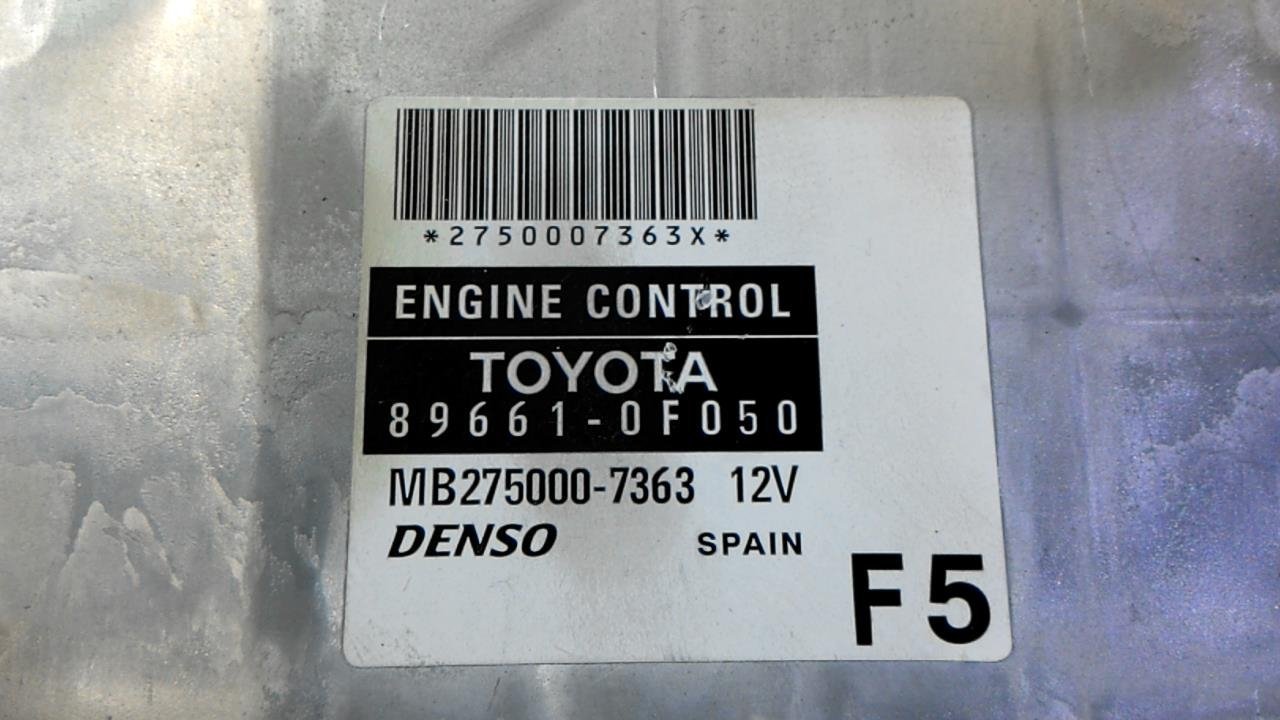 *2750007363X*
ENGINE CONTROL
TOYOTA
89661-0F050
MB275000-7363 12V
DENSO SPAIN
F5